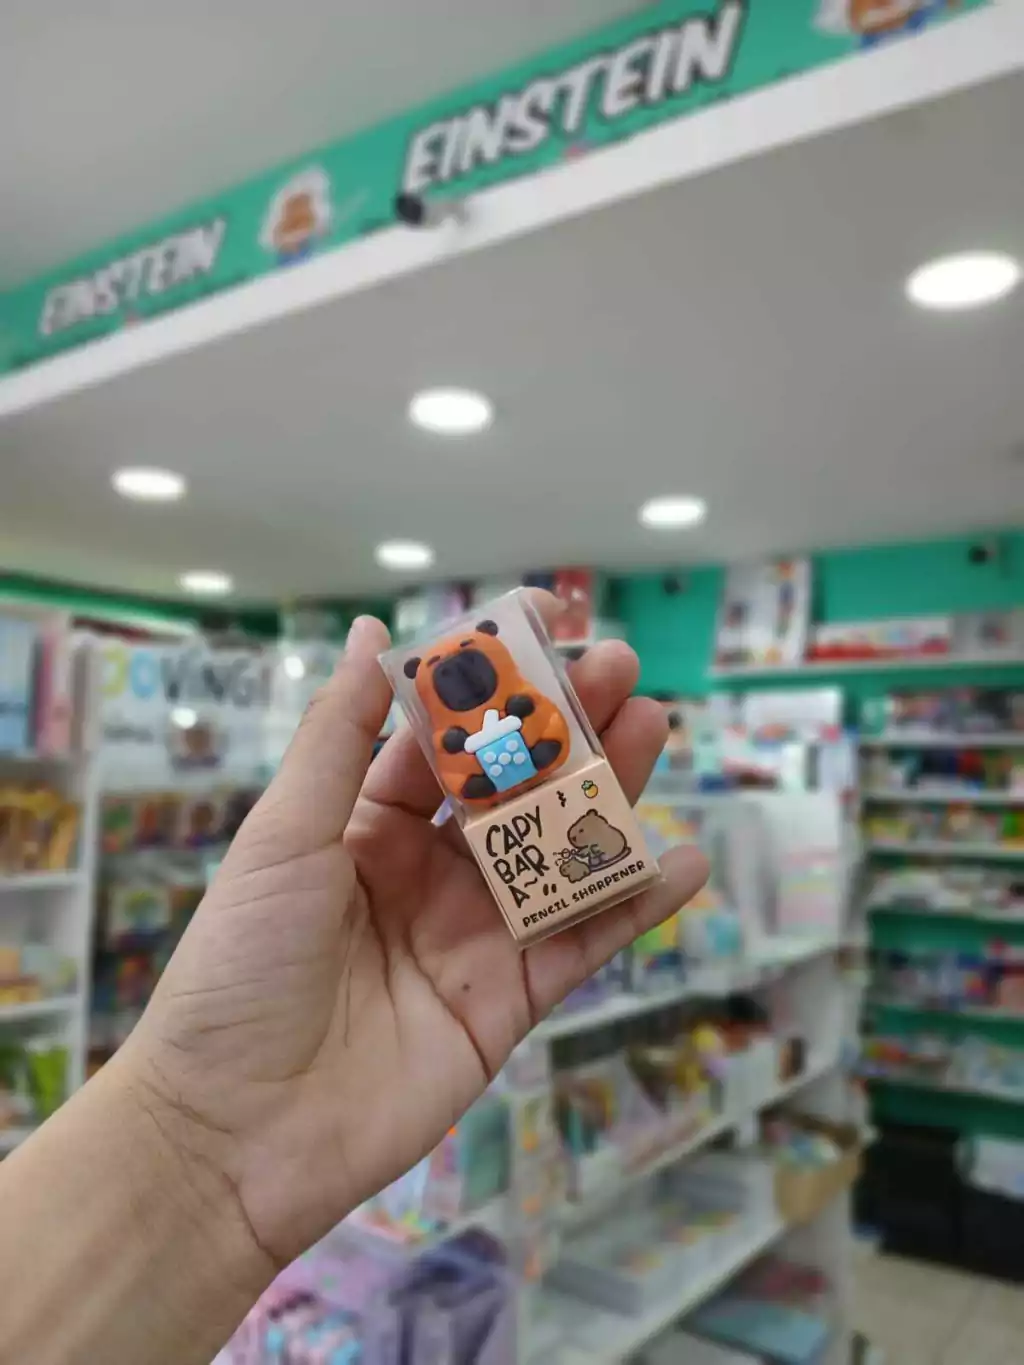 EINSTEIN
EINSTEIN
CAPY
BAR
A~
PENCIL SHARPENER